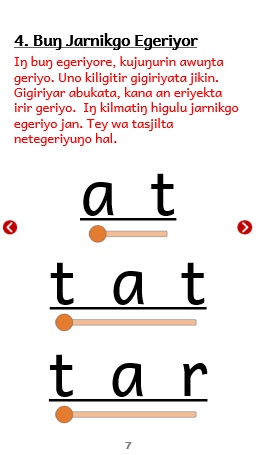 4. Buŋ Jarnikgo Egeriyor
Iŋ buŋ egeriyore, kujuŋurin awuŋta
geriyo. Uno kiligitir gigiriyata jikin.
Gigiriyar abukata, kana an eriyekta
irir geriyo. Iŋ kilmatiŋ higulu jarnikgo
egeriyo jan. Tey wa tasjilta
netegeriyuŋo hal.
a t
t a t
t a r
7